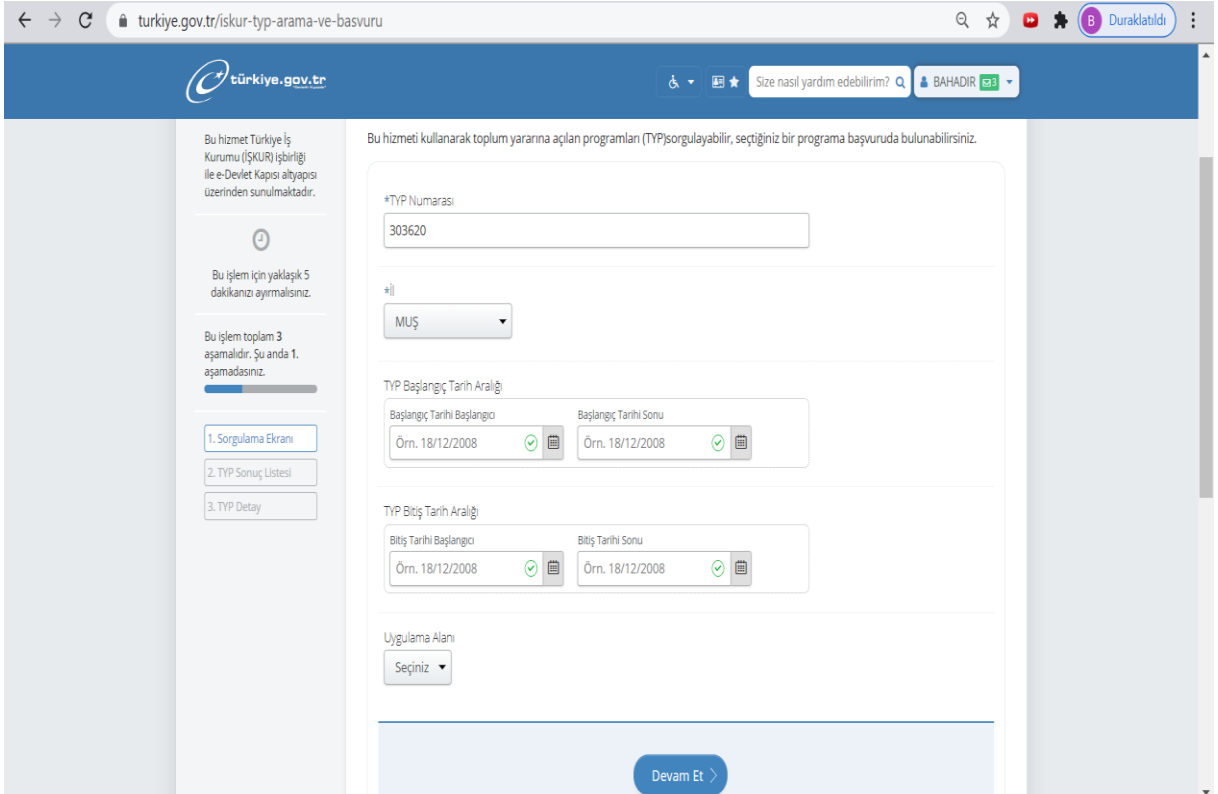 turkiye.gov.tr/iskur-typ-arama-ve-basvuru
B Duraklatıldı
türkiye.gov.tr
Size nasıl yardım edebilirim?
BAHADIR 3
Bu hizmet Türkiye İş
Kurumu (İŞKUR) işbirliği
ile e-Devlet Kapısı altyapısı
üzerinden sunulmaktadır.
Bu işlem için yaklaşık 5
dakikanızı ayırmalısınız.
Bu işlem toplam 3
aşamalıdır. Şu anda 1.
aşamadasınız.
1. Sorgulama Ekranı
2. TYP Sonuç Listesi
3. TYP Detay
Bu hizmeti kullanarak toplum yararına açılan programları (TYP)sorgulayabilir, seçtiğiniz bir programa başvuruda bulunabilirsiniz.
*TYP Numarası
303620
*İl
MUŞ
TYP Başlangıç Tarih Aralığı
Başlangıç Tarihi Başlangıcı
Başlangıç Tarihi Sonu
Örn. 18/12/2008
Örn. 18/12/2008
TYP Bitiş Tarih Aralığı
Bitiş Tarihi Başlangıcı
Bitiş Tarihi Sonu
Örn. 18/12/2008
Örn. 18/12/2008
Uygulama Alanı
Seçiniz
Devam Et